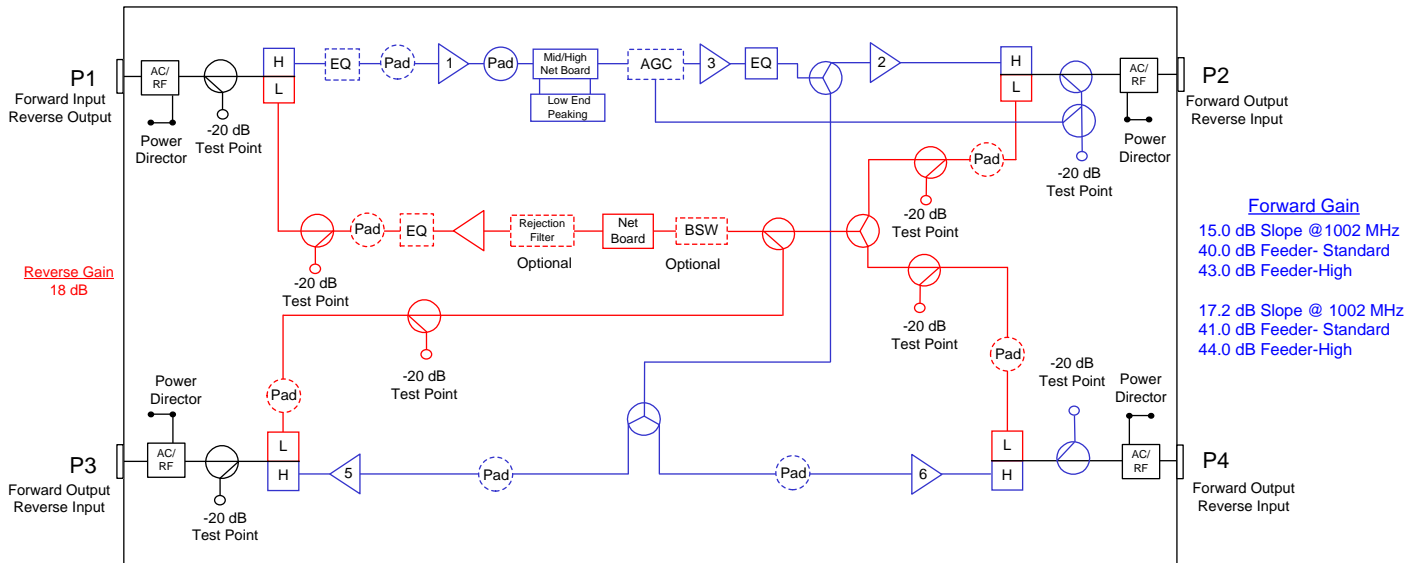 P1
Forward Input
Reverse Output
AC/
RF
Power
Director
-20 dB
Test Point
H
L
EQ
Pad
1
Pad
Mid/High
Net Board
Low End
Peaking
AGC
3
EQ
2
H
L
AC/
RF
Power
Director
-20 dB
Test Point
P2
Forward Output
Reverse Input
Pad
-20 dB
Test Point
-20 dB
Test Point
Pad
EQ
Rejection
Filter
Optional
Net
Board
BSW
Optional
-20 dB
Test Point
Reverse Gain
18 dB
Forward Gain
15.0 dB Slope @1002 MHz
40.0 dB Feeder- Standard
43.0 dB Feeder-High
17.2 dB Slope @ 1002 MHz
41.0 dB Feeder- Standard
44.0 dB Feeder-High
-20 dB
Test Point
Pad
Pad
Power
Director
P3
Forward Output
Reverse Input
AC/
RF
-20 dB
Test Point
L
H
5
Pad
Pad
6
L
H
-20 dB
Test Point
Power
Director
AC/
RF
P4
Forward Output
Reverse Input